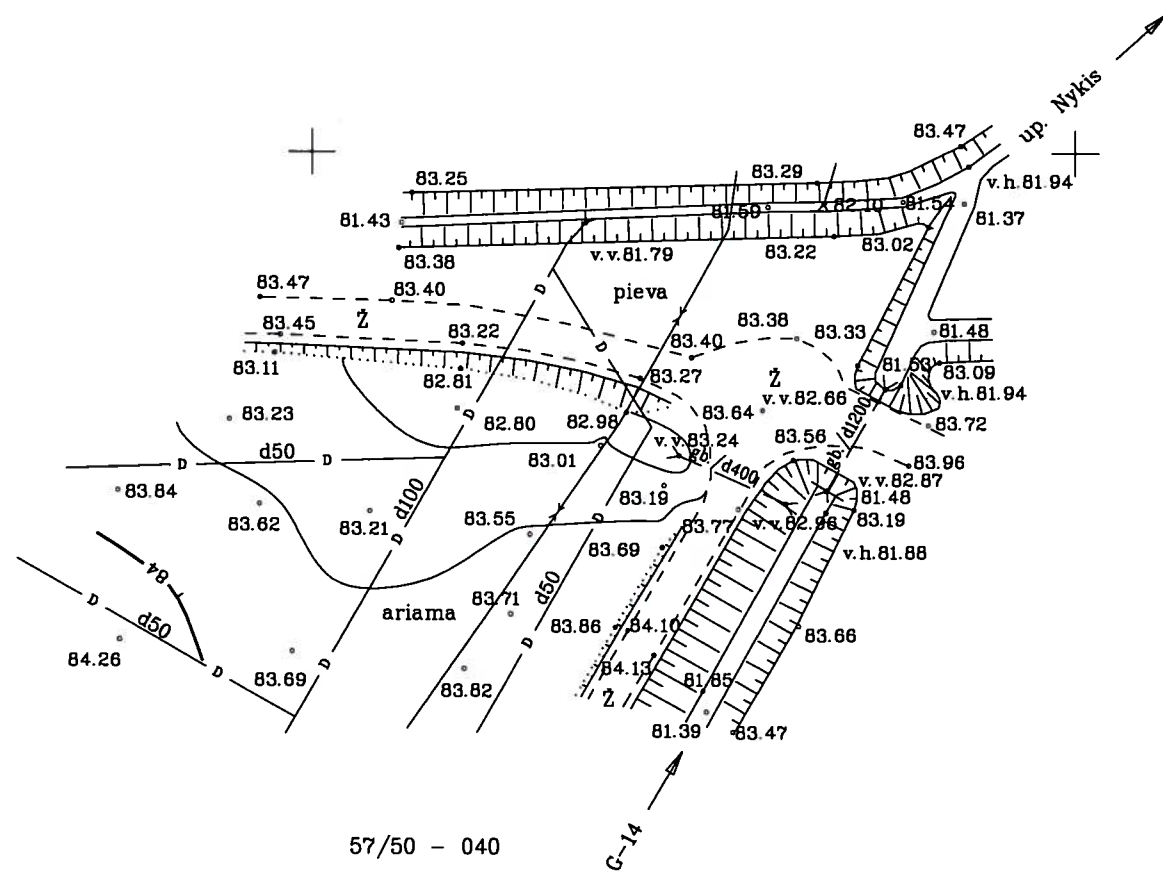 up. Nykis
83.47
83.25
83.29
v.h.81.94
81.43
81.59
82.10
81.54
81.37
83.38
v.v.81.79
83.22
83.02
D
83.47
83.40
pieva
Ž
83.45
83.22
83.38
83.33
81.48
D
83.40
83.11
82.81
83.27
Ž
81.53
83.09
v.v.82.66
v.h.81.94
83.23
82.80
82.98
83.64
d1200
83.72
D
v.v.83.24
83.56
d50
D
D
83.01
gb.
d400
gb.
83.96
83.84
83.19
v.v.82.87
81.48
83.62
83.21
d100
83.55
D
83.77
v.v.82.96
83.19
D
83.69
v.h.81.88
84
d50
D
ariama
83.71
d50
83.86
84.10
83.66
84.26
D
83.69
D
83.82
D
84.13
81.85
Ž
81.39
83.47
G-14
57/50 - 040